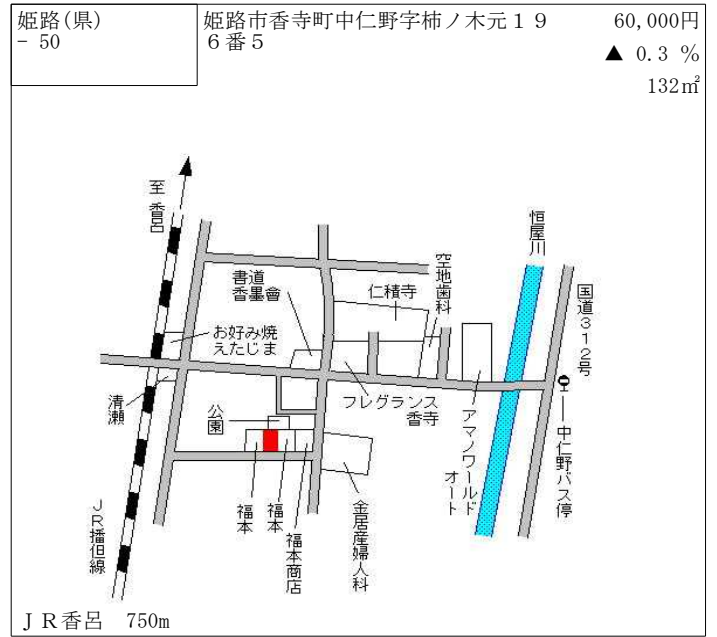 姫路(県)
- 50
姫路市香寺町中仁野字柿ノ木元１９
６番５
60,000円
▲ 0.3 %
132㎡
至 香呂
恒屋川
国道３１２号
書道
香墨會
仁積寺
空地歯科
お好み焼
えたじま
清瀬
公園
フレグランス
香寺
アマノワールド
オート
中仁野バス停
福本
福本
福本商店
金居産婦人科
ＪＲ播但線
ＪＲ香呂　750m